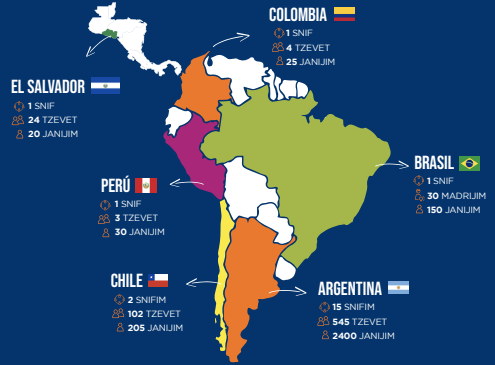 COLOMBIA
1 SNIF
4 TZEVET
25 JANIJIM
EL SALVADOR
1 SNIF
24 TZEVET
20 JANIJIM
BRASIL
1 SNIF
30 MADRIJIM
150 JANIJIM
PERÚ
1 SNIF
3 TZEVET
30 JANIJIM
CHILE
2 SNIFIM
102 TZEVET
205 JANIJIM
ARGENTINA
15 SNIFIM
545 TZEVET
2400 JANIJIM